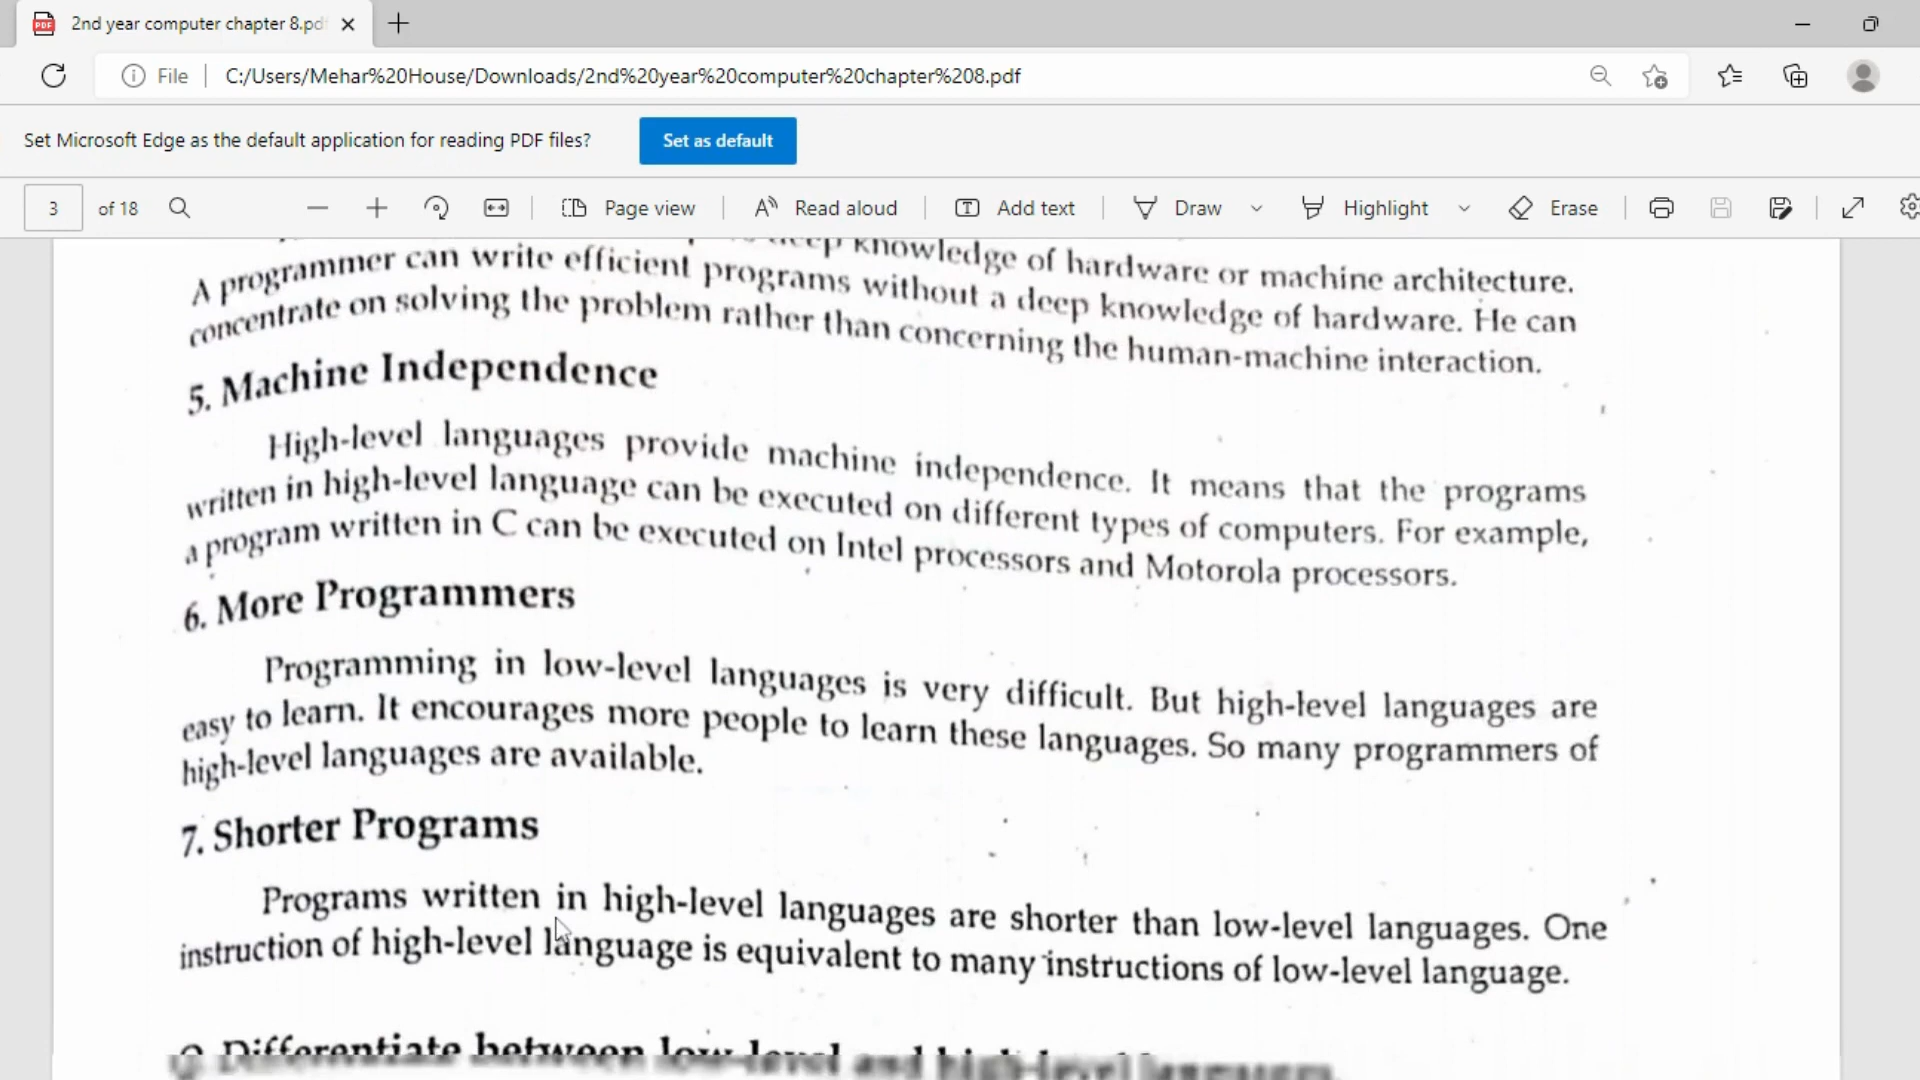 2nd year computer chapter 8.pd
File
C:/Users/Mehar%20House/Downloads/2nd%20year%20computer%20chapter%208.pdf
Set Microsoft Edge as the default application for reading PDF files?
Set as default
3 of 18
Page view
Read aloud
Add text
Draw
Highlight
Erase
deep knowledge of hardware or machine architecture.
A programmer can write efficient programs without a deep knowledge of hardware. He can
concentrate on solving the problem rather than concerning the human-machine interaction.
5. Machine Independence
High-level languages provide machine independence. It means that the programs
written in high-level language can be executed on different types of computers. For example,
a program written in C can be executed on Intel processors and Motorola processors.
6. More Programmers
Programming in low-level languages is very difficult. But high-level languages are
easy to learn. It encourages more people to learn these languages. So many programmers of
high-level languages are available.
7. Shorter Programs
Programs written in high-level languages are shorter than low-level languages. One
instruction of high-level language is equivalent to many instructions of low-level language.
Q. Differentiate between low-level and high-level languages.